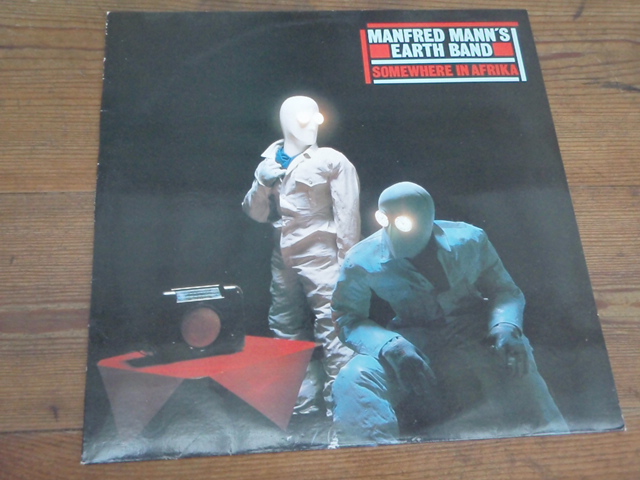 MANFRED MANN'S
EARTH BAND
SOMEWHERE IN AFRIKA